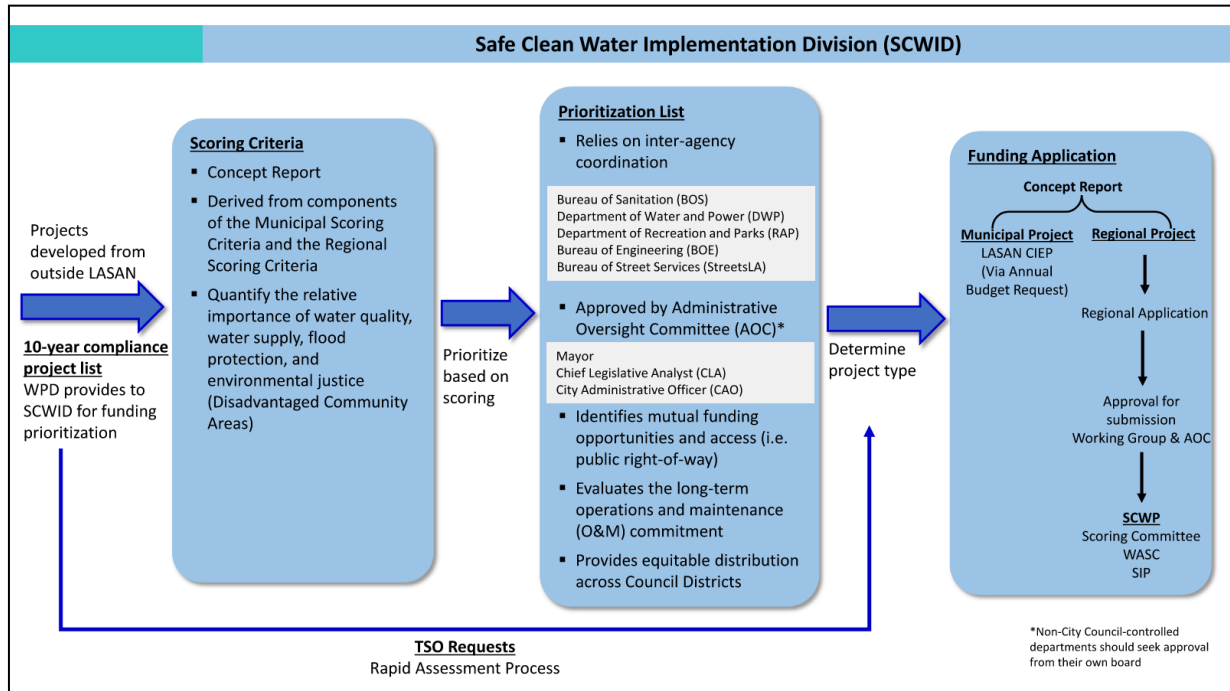 Safe Clean Water Implementation Division (SCWID)
Projects
developed from
outside LASAN
10-year compliance
project list
WPD provides to
SCWID for funding
prioritization
Scoring Criteria
▪ Concept Report
▪ Derived from components
of the Municipal Scoring
Criteria and the Regional
Scoring Criteria
▪ Quantify the relative
importance of water quality,
water supply, flood
protection, and
environmental justice
(Disadvantaged Community
Areas)
Prioritize
based on
scoring
Prioritization List
▪ Relies on inter-agency
coordination
Bureau of Sanitation (BOS)
Department of Water and Power (DWP)
Department of Recreation and Parks (RAP)
Bureau of Engineering (BOE)
Bureau of Street Services (StreetsLA)
▪ Approved by Administrative
Oversight Committee (AOC)*
Mayor
Chief Legislative Analyst (CLA)
City Administrative Officer (CAO)
▪ Identifies mutual funding
opportunities and access (i.e.
public right-of-way)
▪ Evaluates the long-term
operations and maintenance
(O&M) commitment
▪ Provides equitable distribution
across Council Districts
Determine
project type
Funding Application
Concept Report
Municipal Project
LASAN CIEP
(Via Annual
Budget Request)
Regional Project
Regional Application
Approval for
submission
Working Group & AOC
SCWP
Scoring Committee
WASC
SIP
TSO Requests
Rapid Assessment Process
*Non-City Council-controlled
departments should seek approval
from their own board